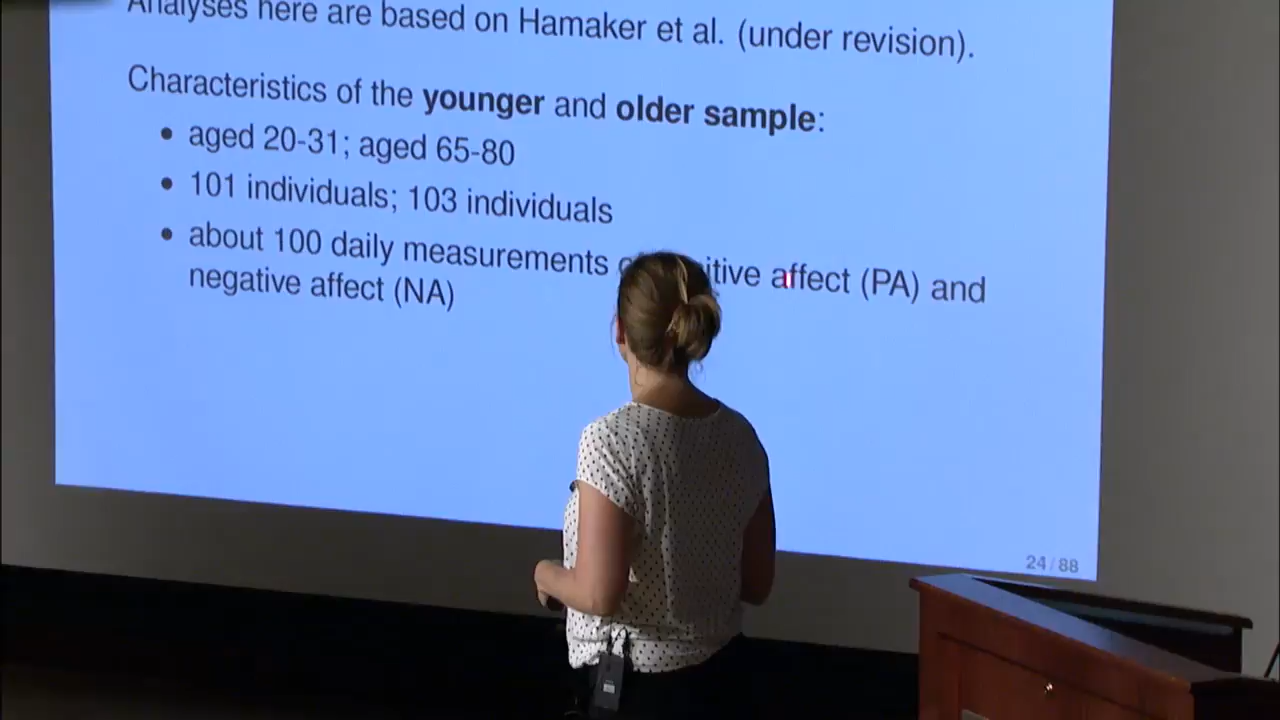 Analyses here are based on Hamaker et al. (under revision).
Characteristics of the younger and older sample:
• aged 20-31; aged 65-80
• 101 individuals; 103 individuals
• about 100 daily measurements itive affect (PA) and
negative affect (NA)
24/88